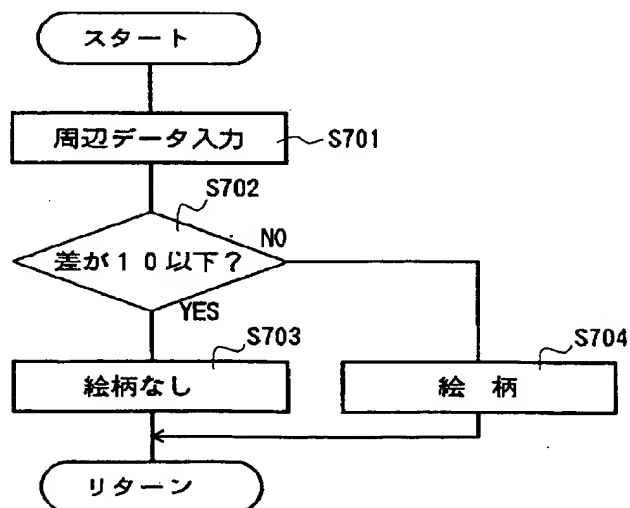 スタート
周辺データ入力
S701
S702
差が10以下?
NO
YES
S703
絵柄なし
S704
絵 柄
リターン